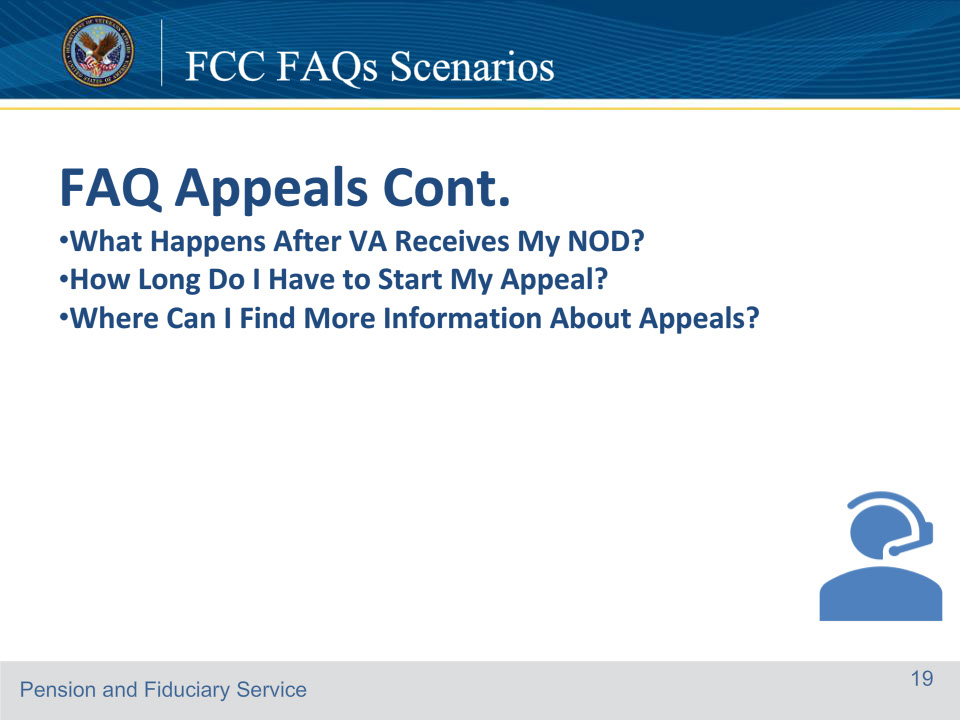 FCC FAQs Scenarios
FAQ Appeals Cont.
•What Happens After VA Receives My NOD?
•How Long Do I Have to Start My Appeal?
•Where Can I Find More Information About Appeals?
Pension and Fiduciary Service
19